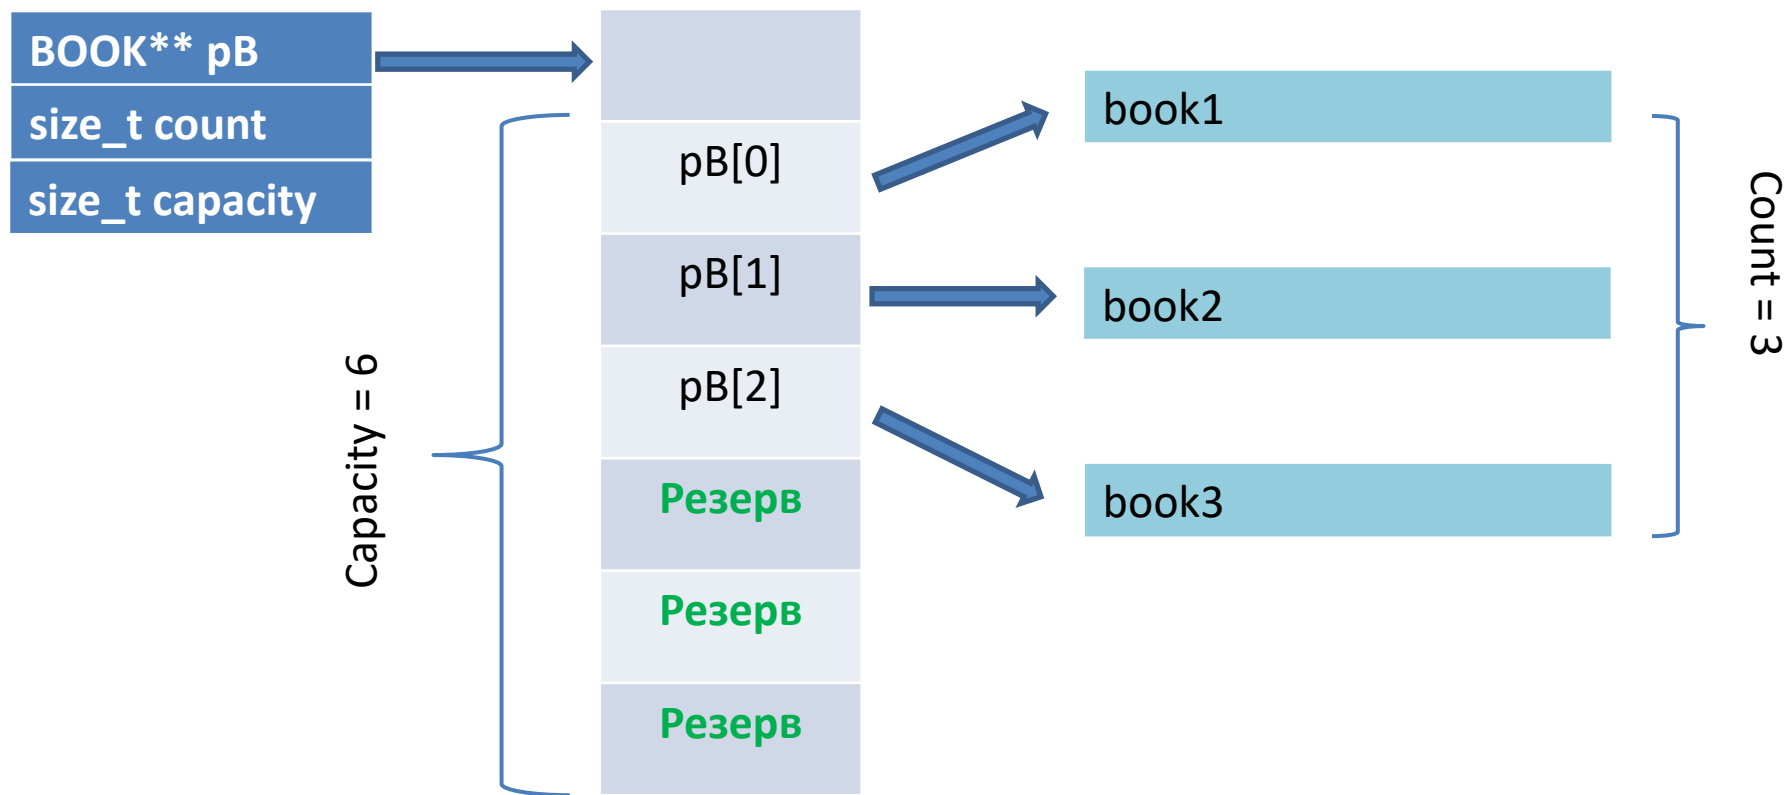 BOOK** pB
size_t count
size_t capacity
Capacity = 6
pB[0]
pB[1]
pB[2]
Резерв
Резерв
Резерв
book1
book2
book3
Count = 3